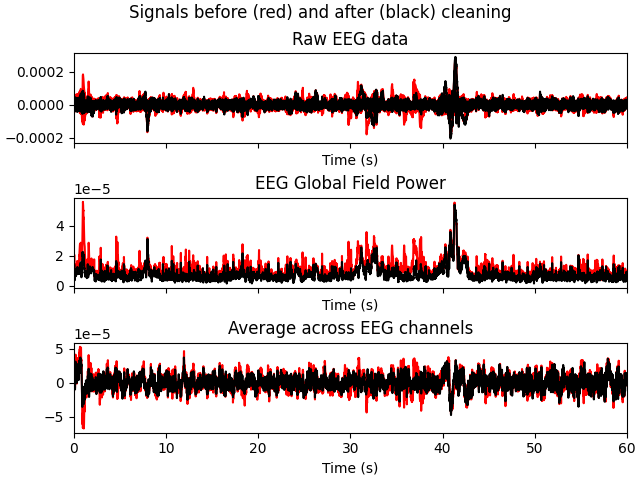 Signals before (red) and after (black) cleaning
Raw EEG data
0.0002
0.0000
−0.0002
Time (s)
EEG Global Field Power
1e−5
4
2
0
Time (s)
Average across EEG channels
1e−5
5
0
−5
0 10 20 30 40 50 60
Time (s)